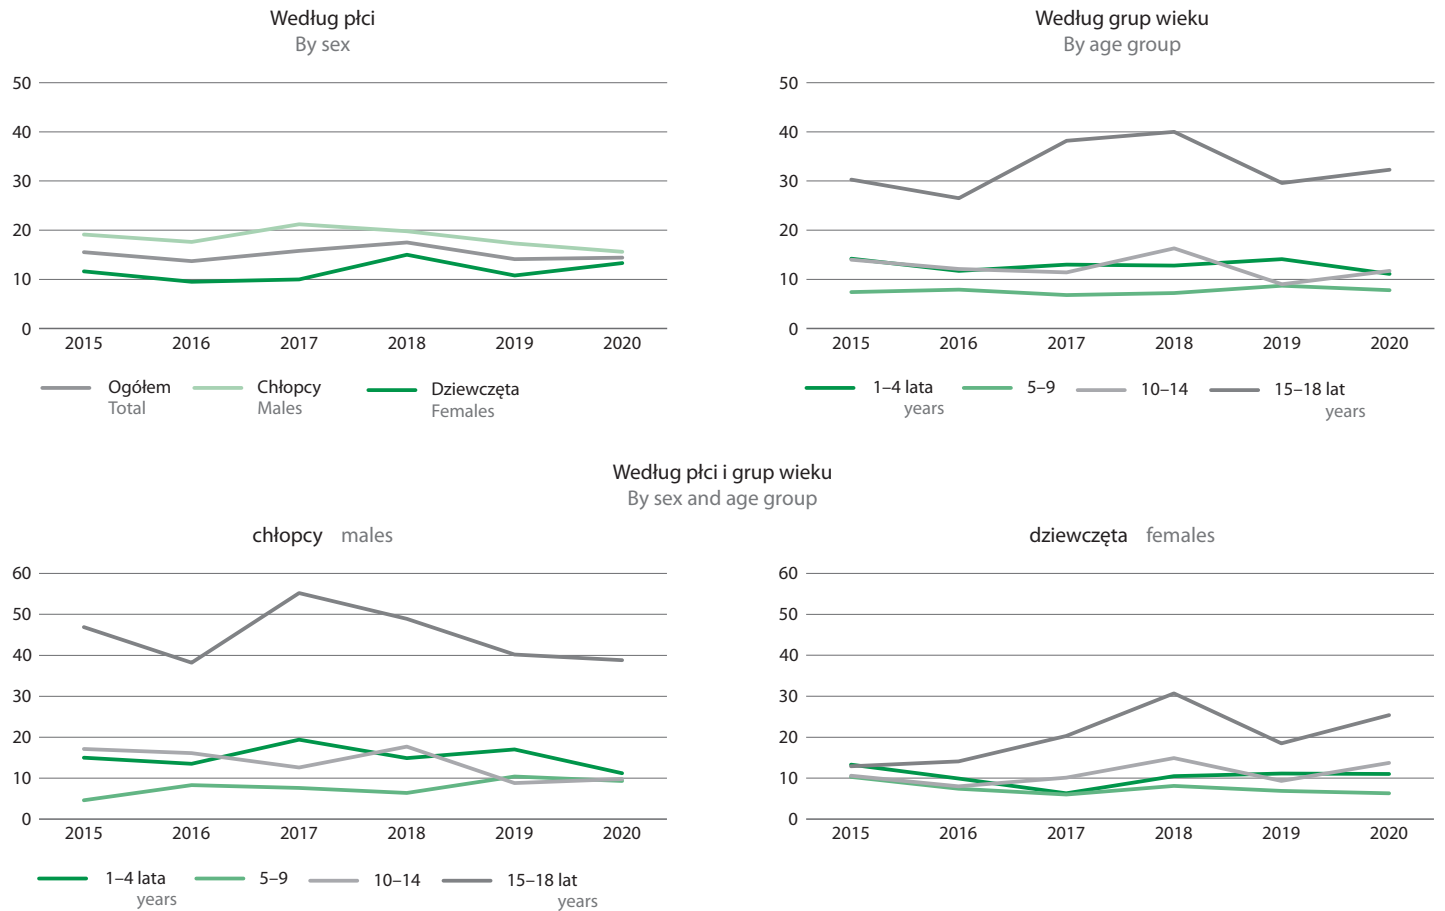 Według płci
By sex
50
40
30
20
10
0
2015 2016 2017 2018 2019 2020
Ogółem Chłopcy Dziewczęta
Total Males Females
Według grup wieku
By age group
50
40
30
20
10
0
2015 2016 2017 2018 2019 2020
1–4 lata 5–9 10–14 15–18 lat
years years
Według płci i grup wieku
By sex and age group
chłopcy males
60
50
40
30
20
10
0
2015 2016 2017 2018 2019 2020
1–4 lata 5–9 10–14 15–18 lat
years years
dziewczęta females
60
50
40
30
20
10
0
2015 2016 2017 2018 2019 2020